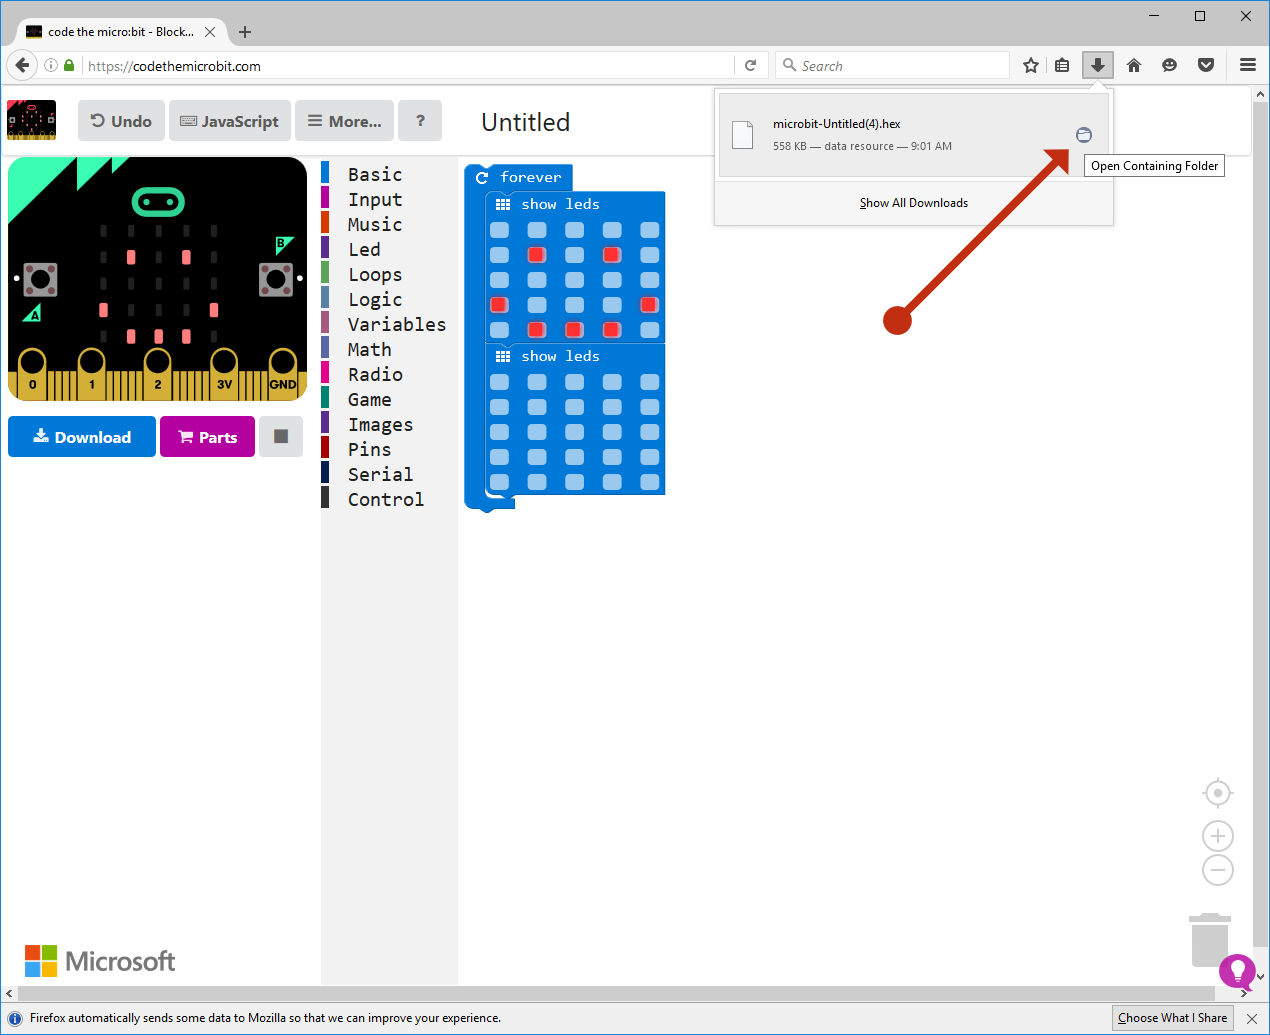 code the micro:bit - Block...
https://codethemicrobit.com
Search
Undo
JavaScript
More...
?
Untitled
microbit-Untitled(4).hex
558 KB — data resource — 9:01 AM
Open Containing Folder
Show All Downloads
B
A
0 1 2 3V GND
Download
Parts
Basic
Input
Music
Led
Loops
Logic
Variables
Math
Radio
Game
Images
Pins
Serial
Control
forever
show leds
show leds
Microsoft
Firefox automatically sends some data to Mozilla so that we can improve your experience.
Choose What I Share